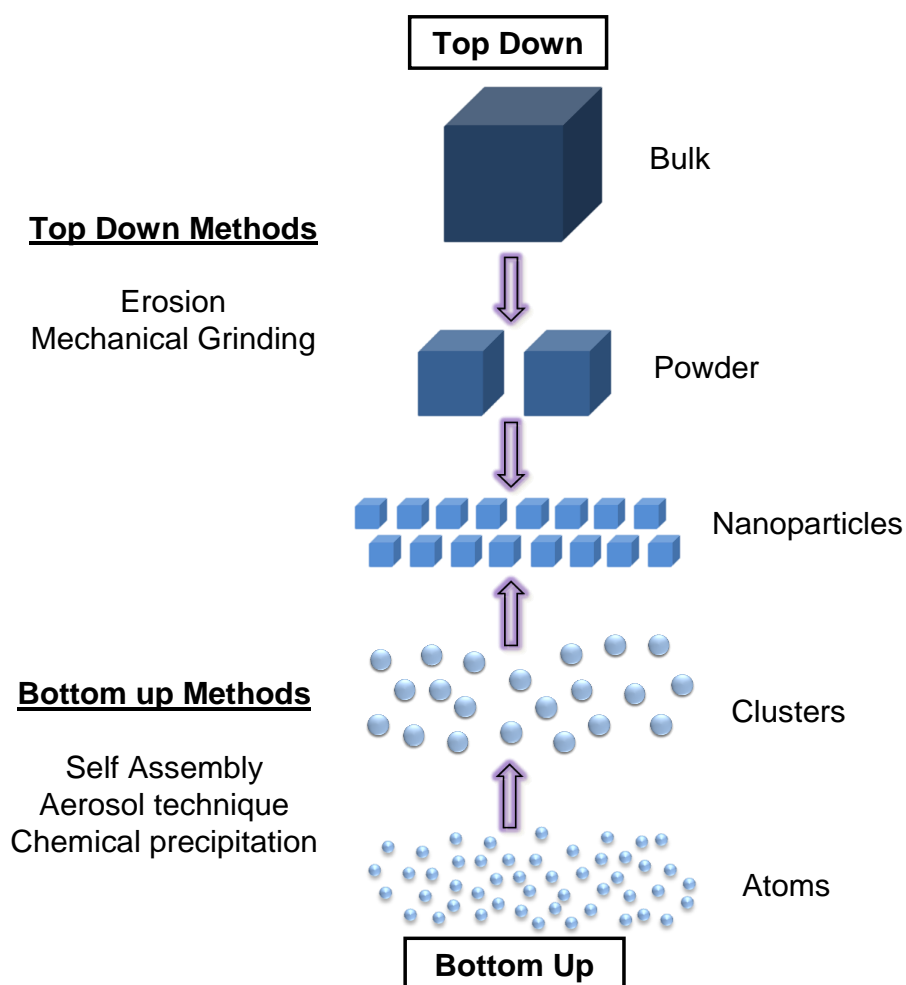 Top Down
Bulk
Top Down Methods
Erosion
Mechanical Grinding
Powder
Nanoparticles
Bottom up Methods
Clusters
Self Assembly
Aerosol technique
Chemical precipitation
Atoms
Bottom Up